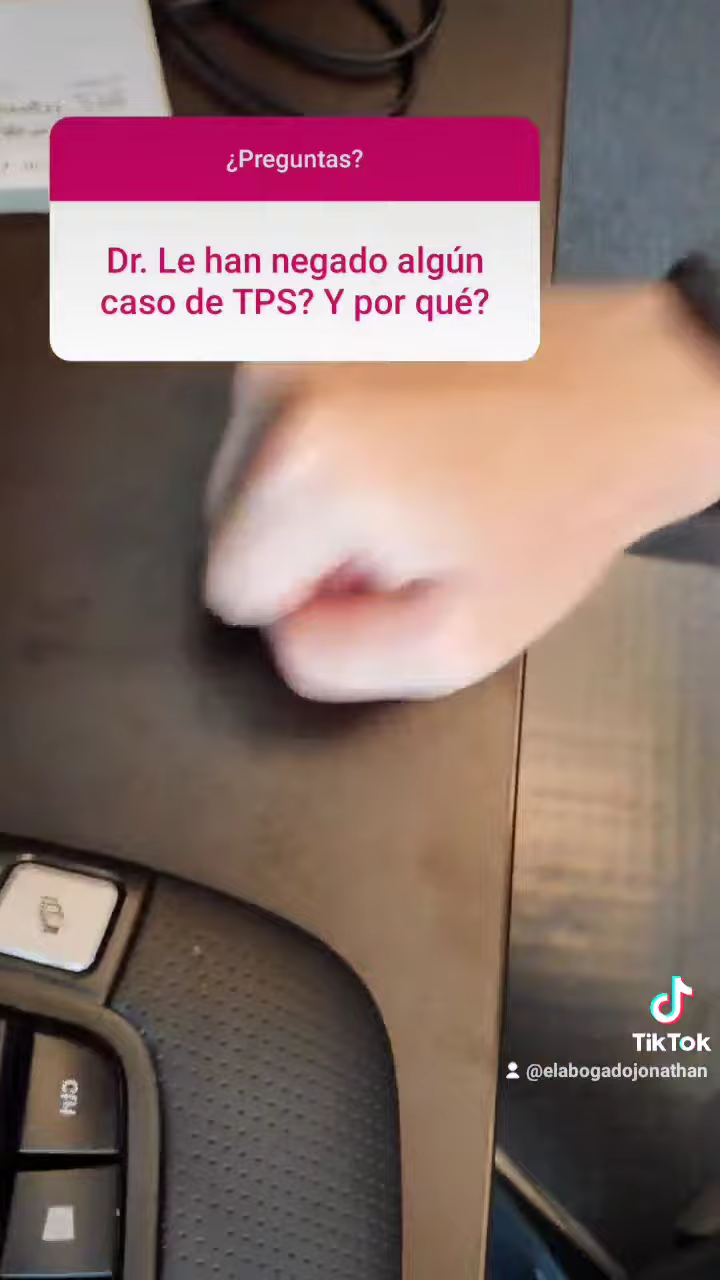 ¿Preguntas?
Dr. Le han negado algún
caso de TPS? Y por qué?
TikTok
@elabogadojonathan